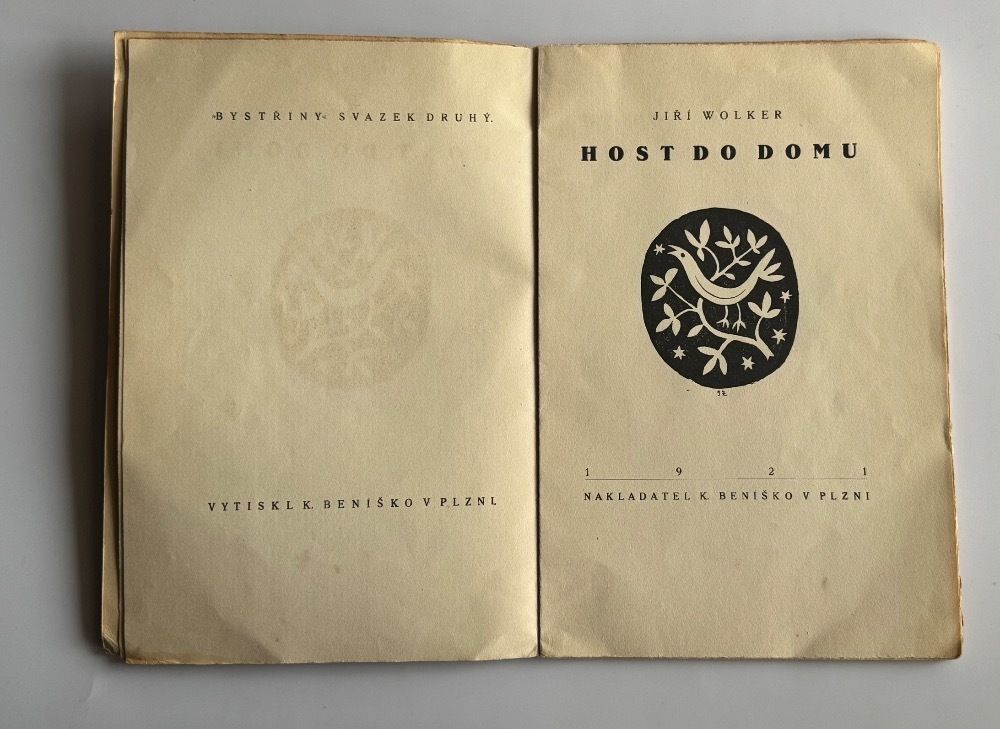 »BYSTŘINY« SVAZEK DRUHÝ.
VYTISKL K. BENÍŠKO V PLZNI.
JIŘÍ WOLKER
HOST DO DOMU
1 9 2 1
NAKLADATEL K. BENÍŠKO V PLZNI